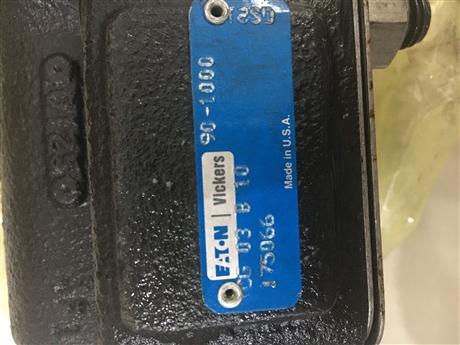 EATON | Vickers 90-1000
03 B 10
175066
Made in U.S.A.